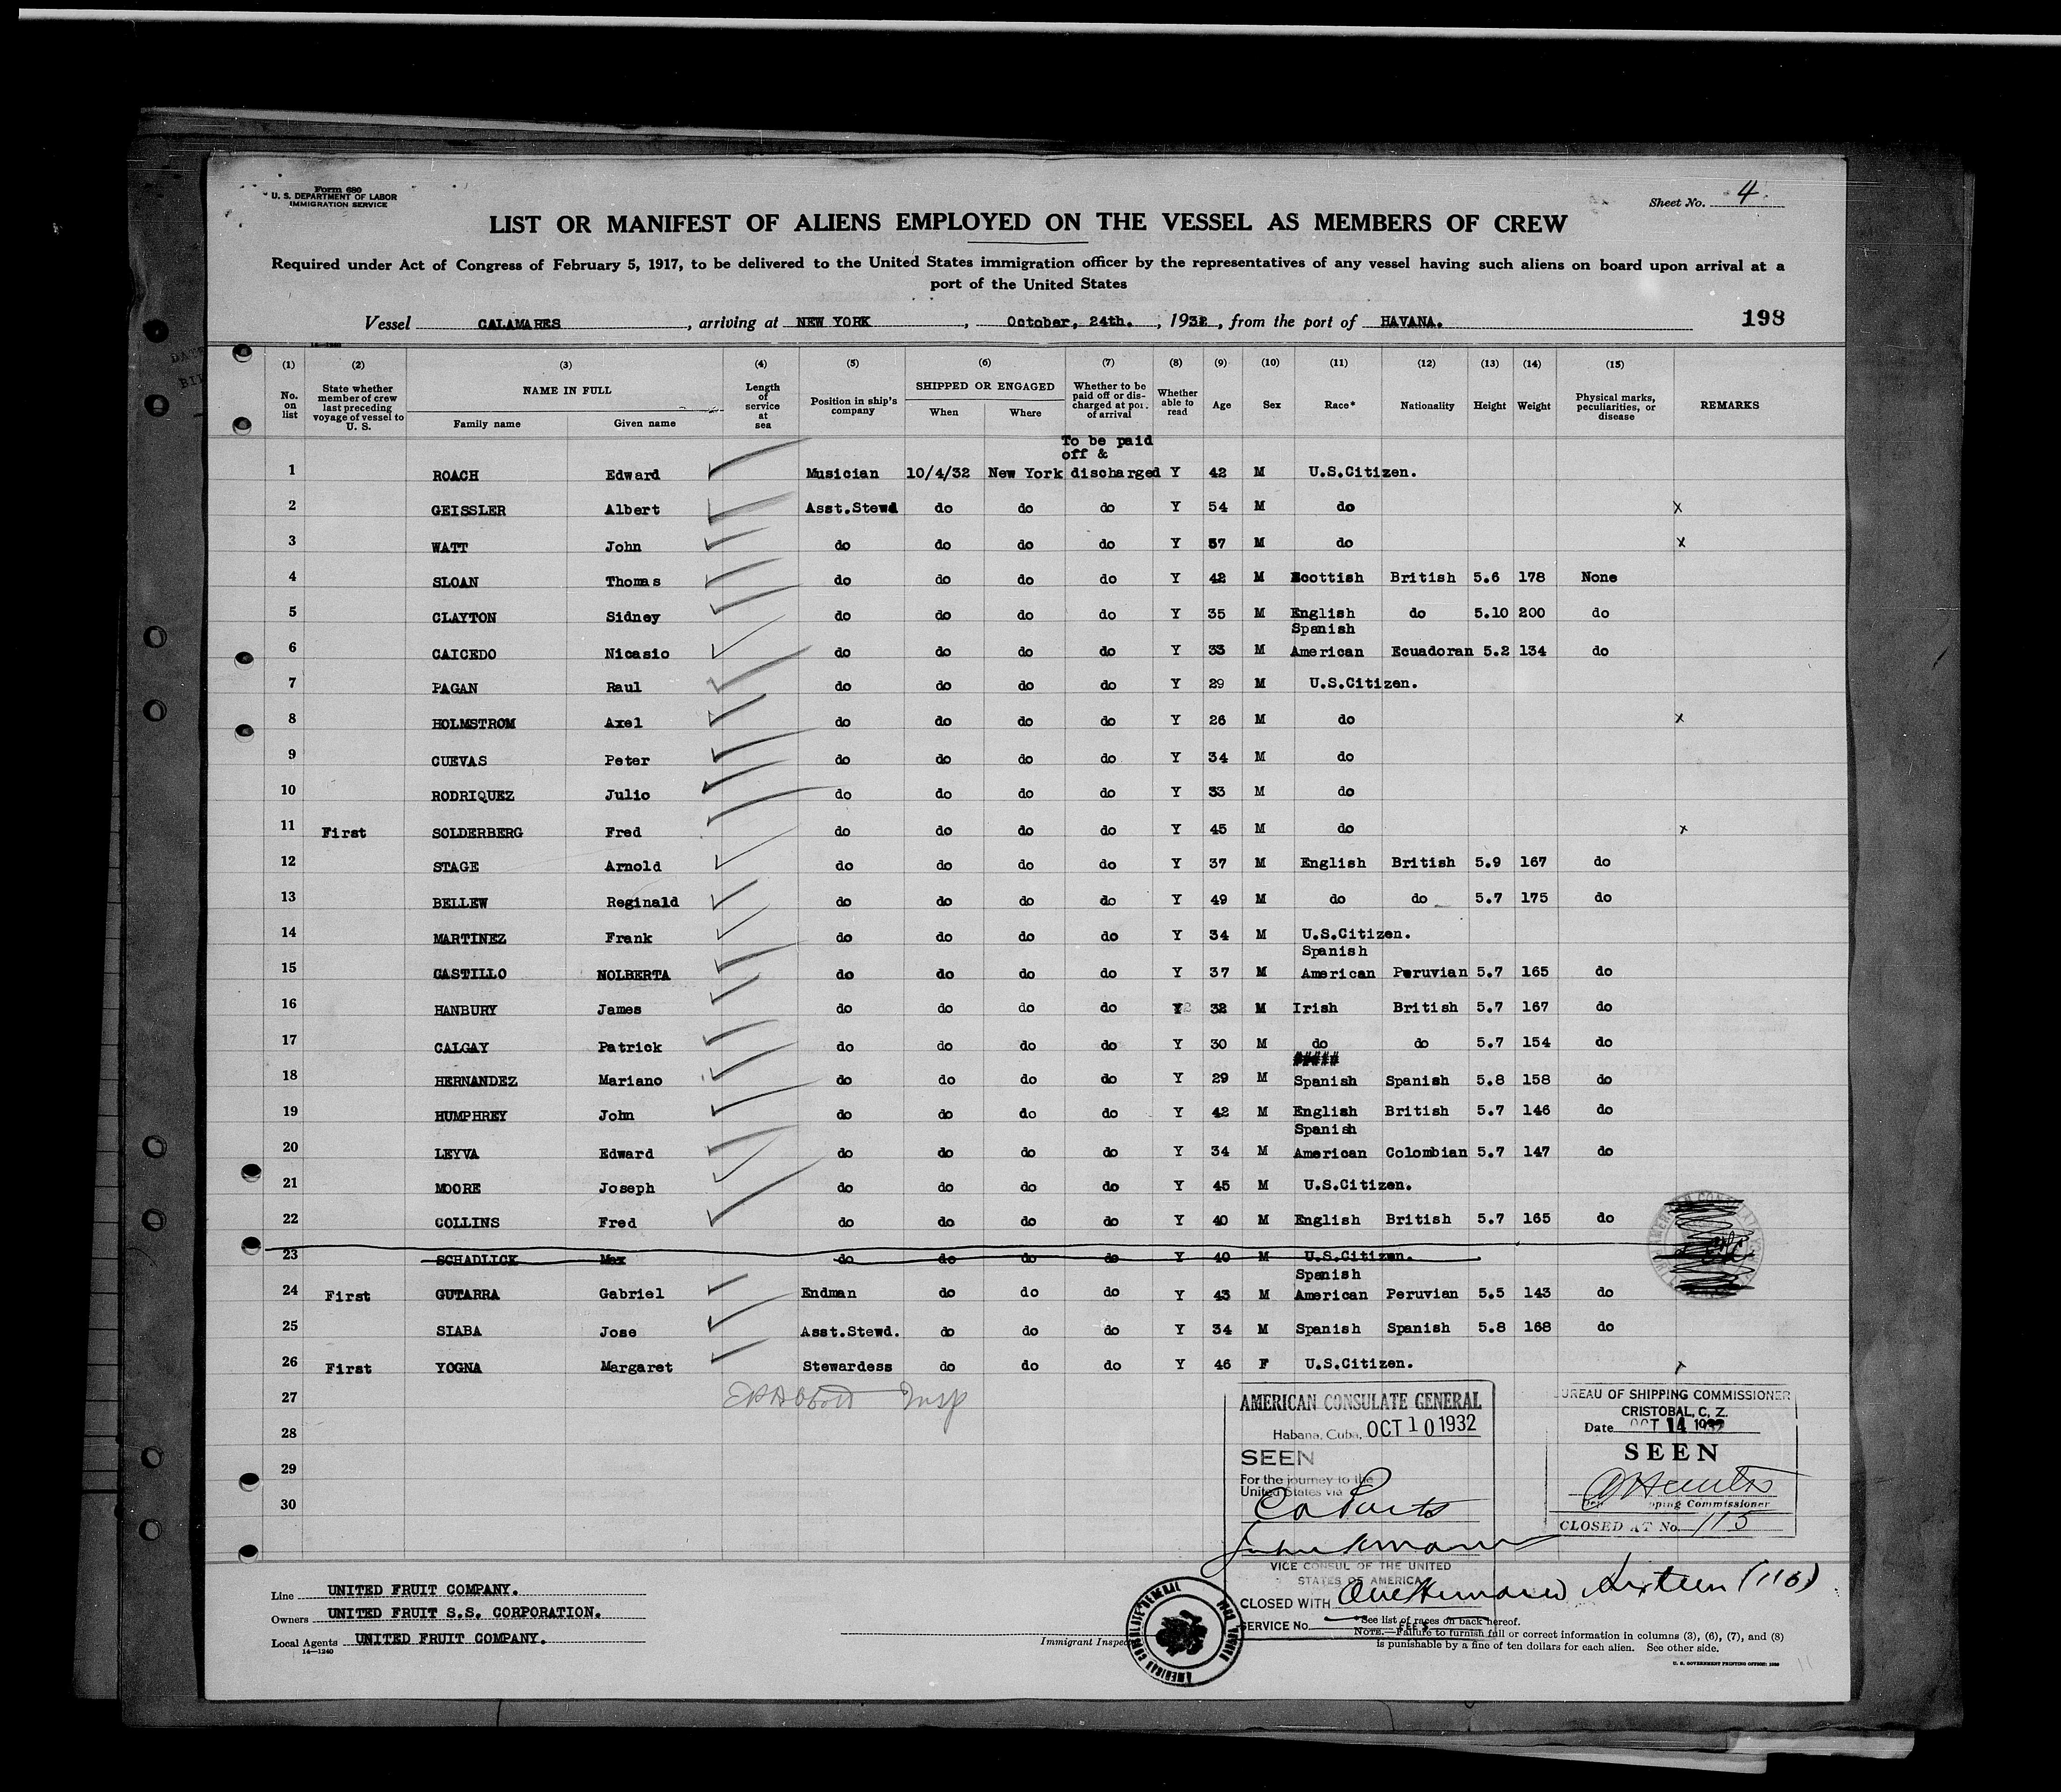 Form 680
U. S. DEPARTMENT OF LABOR
IMMIGRATION SERVICE
Sheet No. 4
LIST OR MANIFEST OF ALIENS EMPLOYED ON THE VESSEL AS MEMBERS OF CREW
Required under Act of Congress of February 5, 1917, to be delivered to the United States immigration officer by the representatives of any vessel having such aliens on board upon arrival at a
port of the United States
Vessel CALAMARES, arriving at NEW YORK, October, 24th., 1932, from the port of HAVANA. 198
14—1240
(1) (2) (3) (4) (5) (6) (7) (8) (9) (10) (11) (12) (13) (14) (15)
No. on list State whether member of crew last preceding voyage of vessel to U. S. NAME IN FULL Family name Given name Length of service at sea Position in ship's company SHIPPED OR ENGAGED When Where Whether to be paid off or discharged at port of arrival Whether able to read Age Sex Race* Nationality Height Weight Physical marks, peculiarities, or disease REMARKS
To be paid
off &
1 ROACH Edward Musician 10/4/32 New York discharged Y 42 M U.S.Citizen.
2 GEISSLER Albert Asst.Stewd do do do Y 54 M do x
3 WATT John do do do do Y 57 M do x
4 SLOAN Thomas do do do do Y 42 M Scottish British 5.6 178 None
5 CLAYTON Sidney do do do do Y 35 M English do 5.10 200 do
Spanish
6 CAICEDO Nicasio do do do do Y 33 M American Ecuadoran 5.2 134 do
7 PAGAN Raul do do do do Y 29 M U.S.Citizen.
8 HOLMSTROM Axel do do do do Y 26 M do x
9 CUEVAS Peter do do do do Y 34 M do
10 RODRIQUEZ Julio do do do do Y 33 M do
11 First SOLDERBERG Fred do do do do Y 45 M do x
12 STAGE Arnold do do do do Y 37 M English British 5.9 167 do
13 BELLEW Reginald do do do do Y 49 M do do 5.7 175 do
14 MARTINEZ Frank do do do do Y 34 M U.S.Citizen.
Spanish
15 CASTILLO NOLBERTA do do do do Y 37 M American Peruvian 5.7 165 do
16 HANBURY James do do do do Y 32 M Irish British 5.7 167 do
17 CALGAY Patrick do do do do Y 30 M do do 5.7 154 do
#####
18 HERNANDEZ Mariano do do do do Y 29 M Spanish Spanish 5.8 158 do
19 HUMPHREY John do do do do Y 42 M English British 5.7 146 do
Spanish
20 LEYVA Edward do do do do Y 34 M American Colombian 5.7 147 do
21 MOORE Joseph do do do do Y 45 M U.S.Citizen.
22 COLLINS Fred do do do do Y 40 M English British 5.7 165 do
23 SCHADLICK Max do do do do Y 40 M U.S.Citizen.
Spanish
24 First GUTARRA Gabriel Endman do do do Y 43 M American Peruvian 5.5 143 do
25 SIABA Jose Asst.Stewd. do do do Y 34 M Spanish Spanish 5.8 168 do
26 First YOGNA Margaret Stewardess do do do Y 46 F U.S.Citizen. x
27 Insp
28
29
30
AMERICAN CONSULATE GENERAL
Habana, Cuba, OCT 10 1932
SEEN
For the journey to the
United States via
Ca Ports
VICE CONSUL OF THE UNITED
STATES OF AMERICA
CLOSED WITH One Hundred Sixteen (116)
SERVICE No. FEE $
BUREAU OF SHIPPING COMMISSIONER
CRISTOBAL, C. Z.
Date OCT 14 1932
SEEN
Shipping Commissioner
CLOSED AT No. 115
Line UNITED FRUIT COMPANY.
Owners UNITED FRUIT S.S. CORPORATION.
Local Agents UNITED FRUIT COMPANY.
14—1240
Immigrant Inspector
AMERICAN CONSULATE GENERAL
*See list of races on back hereof.
NOTE.—Failure to furnish full or correct information in columns (3), (6), (7), and (8)
is punishable by a fine of ten dollars for each alien. See other side.
U. S. GOVERNMENT PRINTING OFFICE: 1930